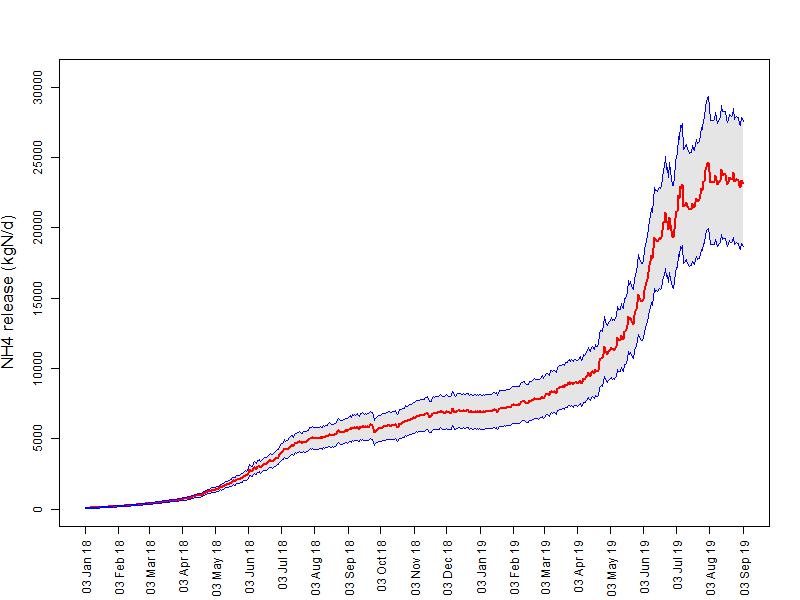 NH4 release (kgN/d)
30000
25000
20000
15000
10000
5000
0
03 Jan 18
03 Feb 18
03 Mar 18
03 Apr 18
03 May 18
03 Jun 18
03 Jul 18
03 Aug 18
03 Sep 18
03 Oct 18
03 Nov 18
03 Dec 18
03 Jan 19
03 Feb 19
03 Mar 19
03 Apr 19
03 May 19
03 Jun 19
03 Jul 19
03 Aug 19
03 Sep 19